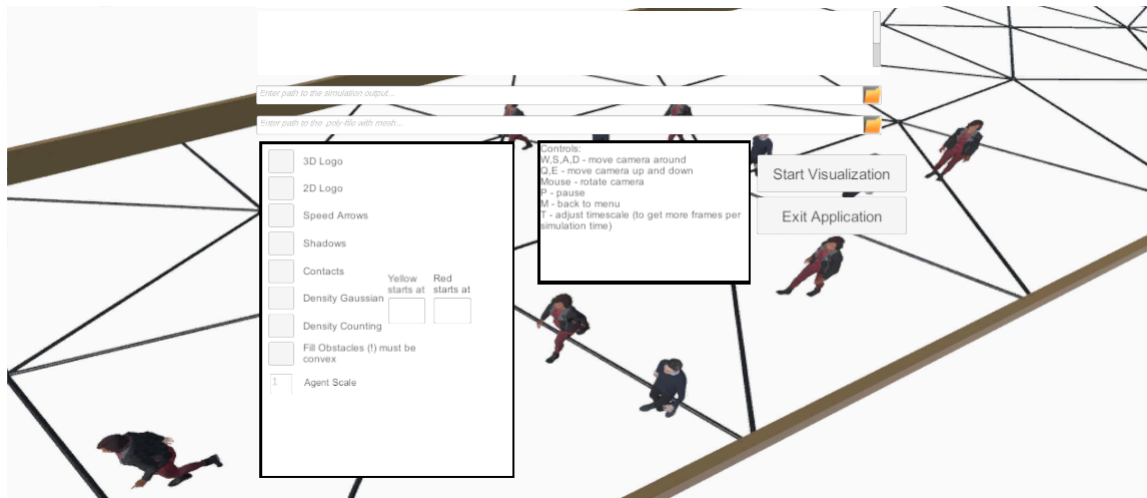 Enter path to the simulation output...
Enter path to the .poly-file with mesh...
3D Logo
2D Logo
Speed Arrows
Shadows
Contacts
Yellow
starts at
Red
starts at
Density Gaussian
Density Counting
Fill Obstacles (!) must be
convex
1
Agent Scale
Controls:
W,S,A,D - move camera around
Q,E - move camera up and down
Mouse - rotate camera
P - pause
M - back to menu
T - adjust timescale (to get more frames per
simulation time)
Start Visualization
Exit Application